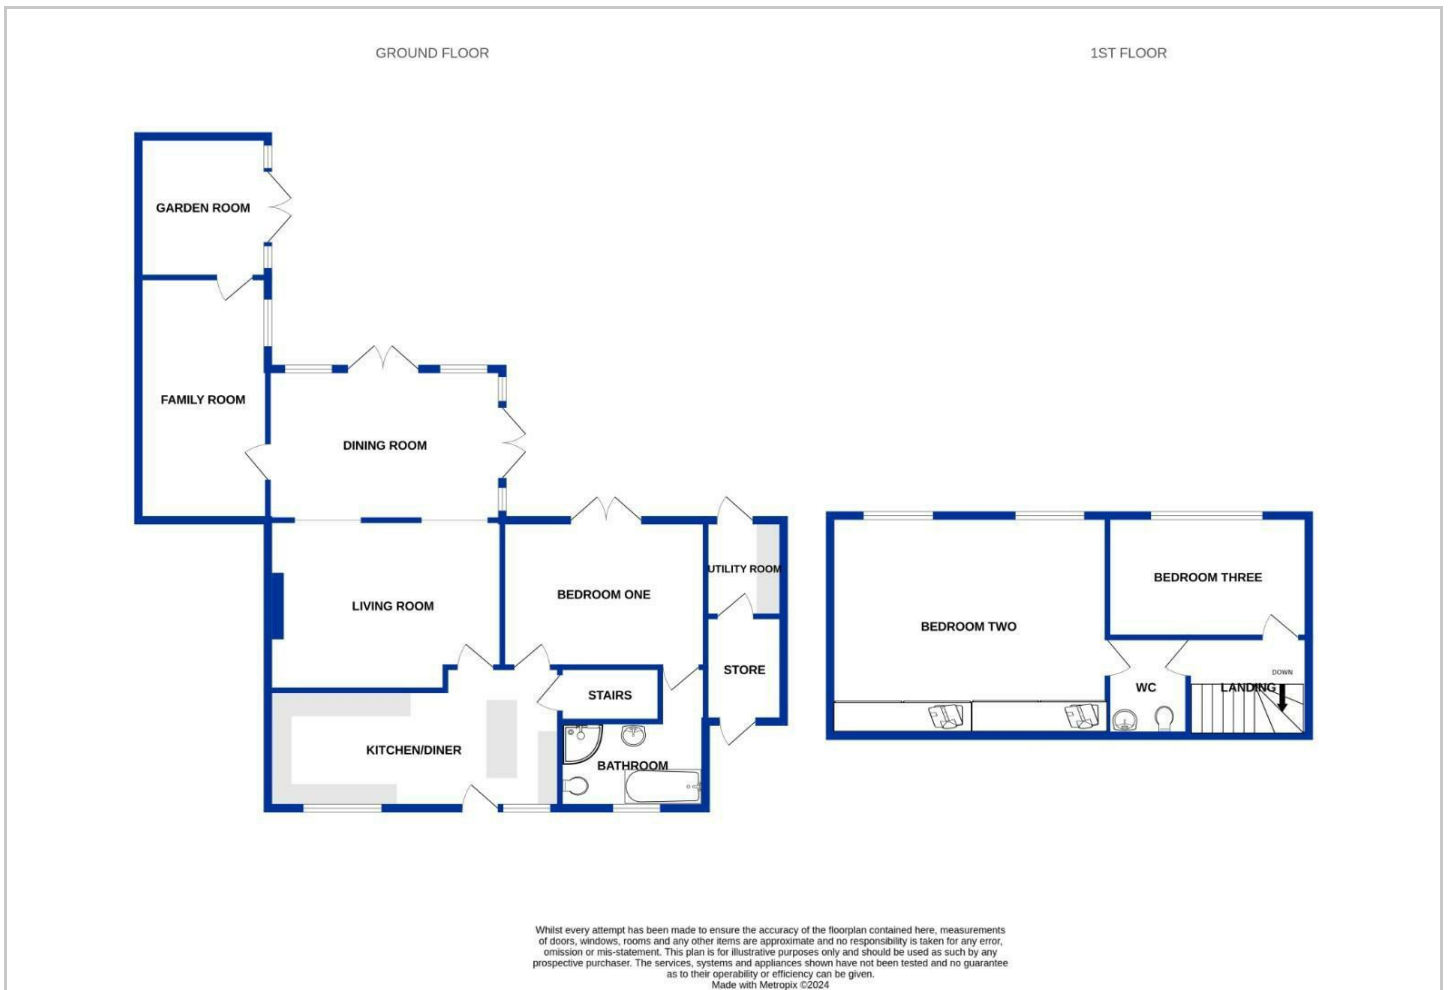 GROUND FLOOR
1ST FLOOR
GARDEN ROOM
FAMILY ROOM
DINING ROOM
LIVING ROOM
BEDROOM ONE
UTILITY ROOM
STORE
STAIRS
KITCHEN/DINER
BATHROOM
BEDROOM TWO
BEDROOM THREE
WC
DOWN
LANDING
Whilst every attempt has been made to ensure the accuracy of the floorplan contained here, measurements
of doors, windows, rooms and any other items are approximate and no responsibility is taken for any error,
omission or mis-statement. This plan is for illustrative purposes only and should be used as such by any
prospective purchaser. The services, systems and appliances shown have not been tested and no guarantee
as to their operability or efficiency can be given.
Made with Metropix ©2024